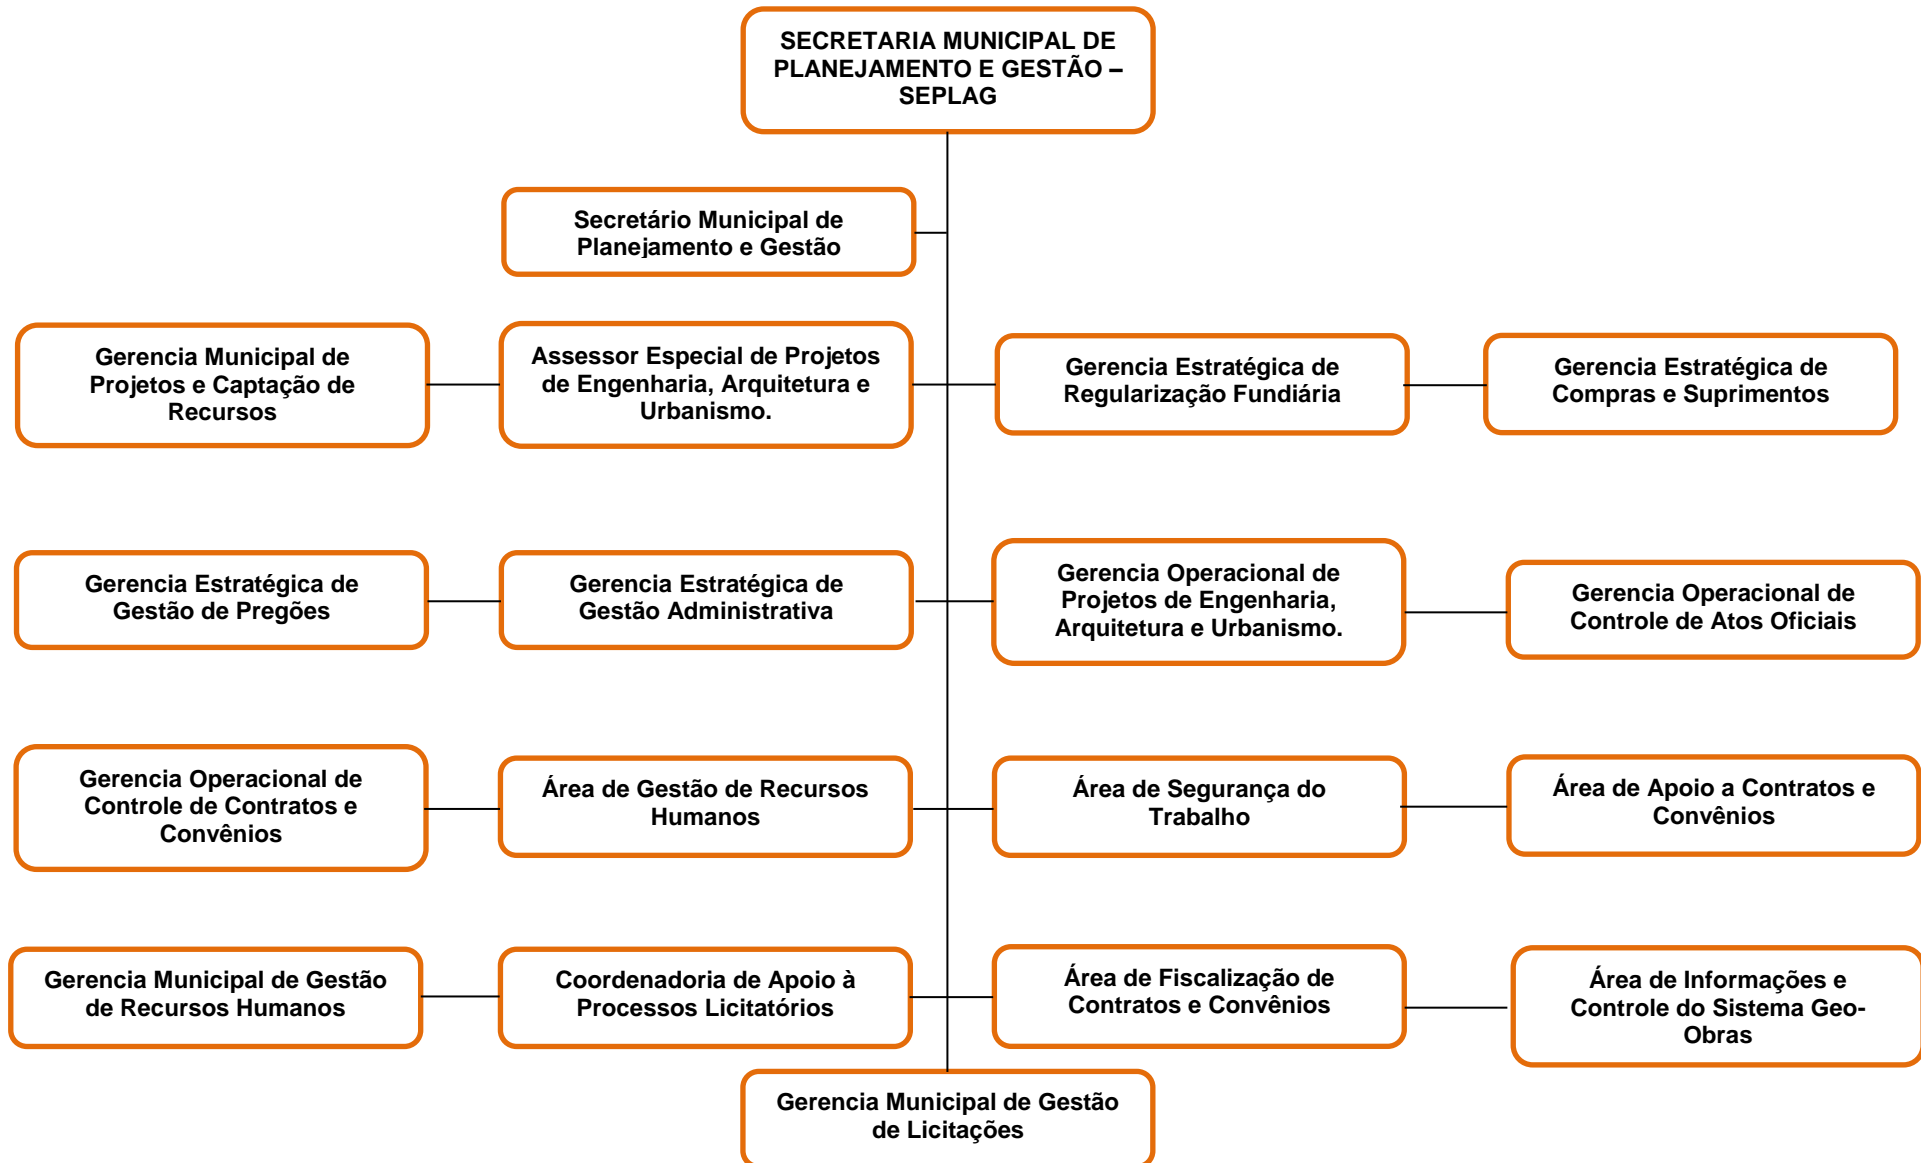 SECRETARIA MUNICIPAL DE
PLANEJAMENTO E GESTÃO –
SEPLAG
Secretário Municipal de
Planejamento e Gestão
Gerencia Municipal de
Projetos e Captação de
Recursos
Assessor Especial de Projetos
de Engenharia, Arquitetura e
Urbanismo.
Gerencia Estratégica de
Regularização Fundiária
Gerencia Estratégica de
Compras e Suprimentos
Gerencia Estratégica de
Gestão de Pregões
Gerencia Estratégica de
Gestão Administrativa
Gerencia Operacional de
Projetos de Engenharia,
Arquitetura e Urbanismo.
Gerencia Operacional de
Controle de Atos Oficiais
Gerencia Operacional de
Controle de Contratos e
Convênios
Área de Gestão de Recursos
Humanos
Área de Segurança do
Trabalho
Área de Apoio a Contratos e
Convênios
Gerencia Municipal de Gestão
de Recursos Humanos
Coordenadoria de Apoio à
Processos Licitatórios
Área de Fiscalização de
Contratos e Convênios
Área de Informações e
Controle do Sistema Geo-
Obras
Gerencia Municipal de Gestão
de Licitações